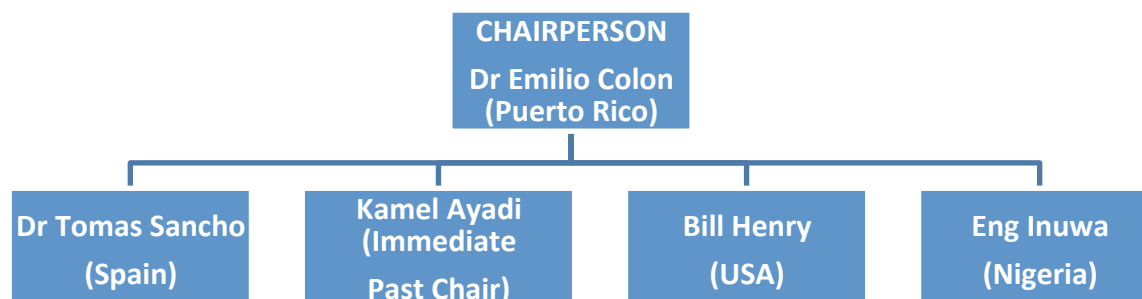 CHAIRPERSON
Dr Emilio Colon
(Puerto Rico)
Dr Tomas Sancho
(Spain)
Kamel Ayadi
(Immediate
Past Chair)
Bill Henry
(USA)
Eng Inuwa
(Nigeria)